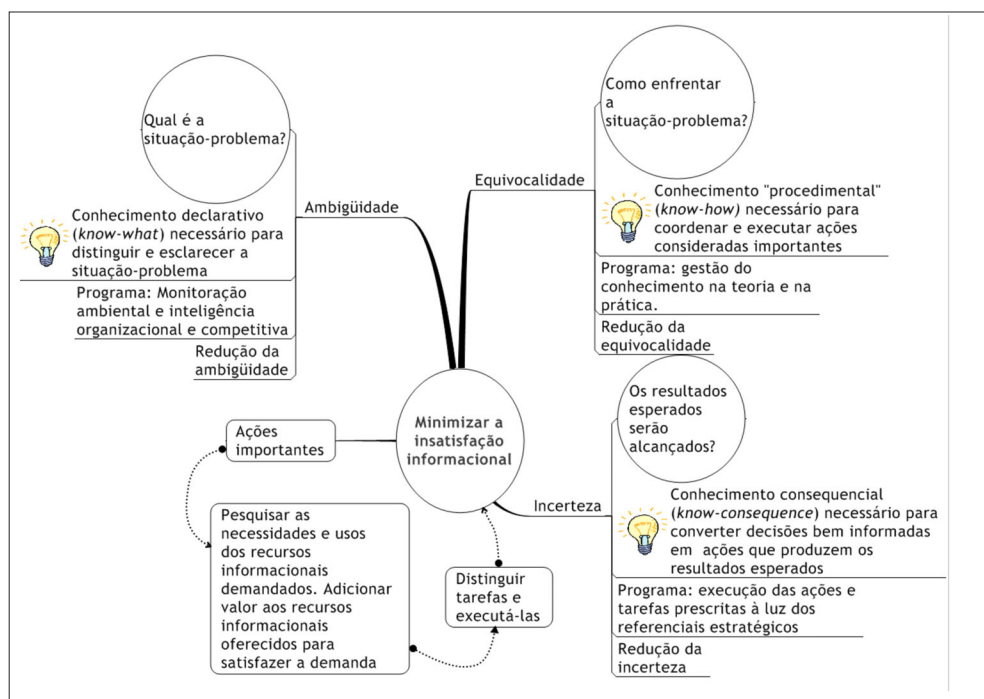 Qual é a
situação-problema?
Ambigüidade
Conhecimento declarativo
(know-what) necessário para
distinguir e esclarecer a
situação-problema
Programa: Monitoração
ambiental e inteligência
organizacional e competitiva
Redução da
ambigüidade
Como enfrentar
a
situação-problema?
Equivocalidade
Conhecimento "procedimental"
(know-how) necessário para
coordenar e executar ações
consideradas importantes
Programa: gestão do
conhecimento na teoria e na
prática.
Redução da
equivocalidade
Minimizar a
insatisfação
informacional
Os resultados
esperados
serão
alcançados?
Incerteza
Conhecimento consequencial
(know-consequence) necessário para
converter decisões bem informadas
em ações que produzem os
resultados esperados
Programa: execução das ações e
tarefas prescritas à luz dos
referenciais estratégicos
Redução da
incerteza
Ações
importantes
Pesquisar as
necessidades e usos
dos recursos
informacionais
demandados. Adicionar
valor aos recursos
informacionais
oferecidos para
satisfazer a demanda
Distinguir
tarefas e
executá-las